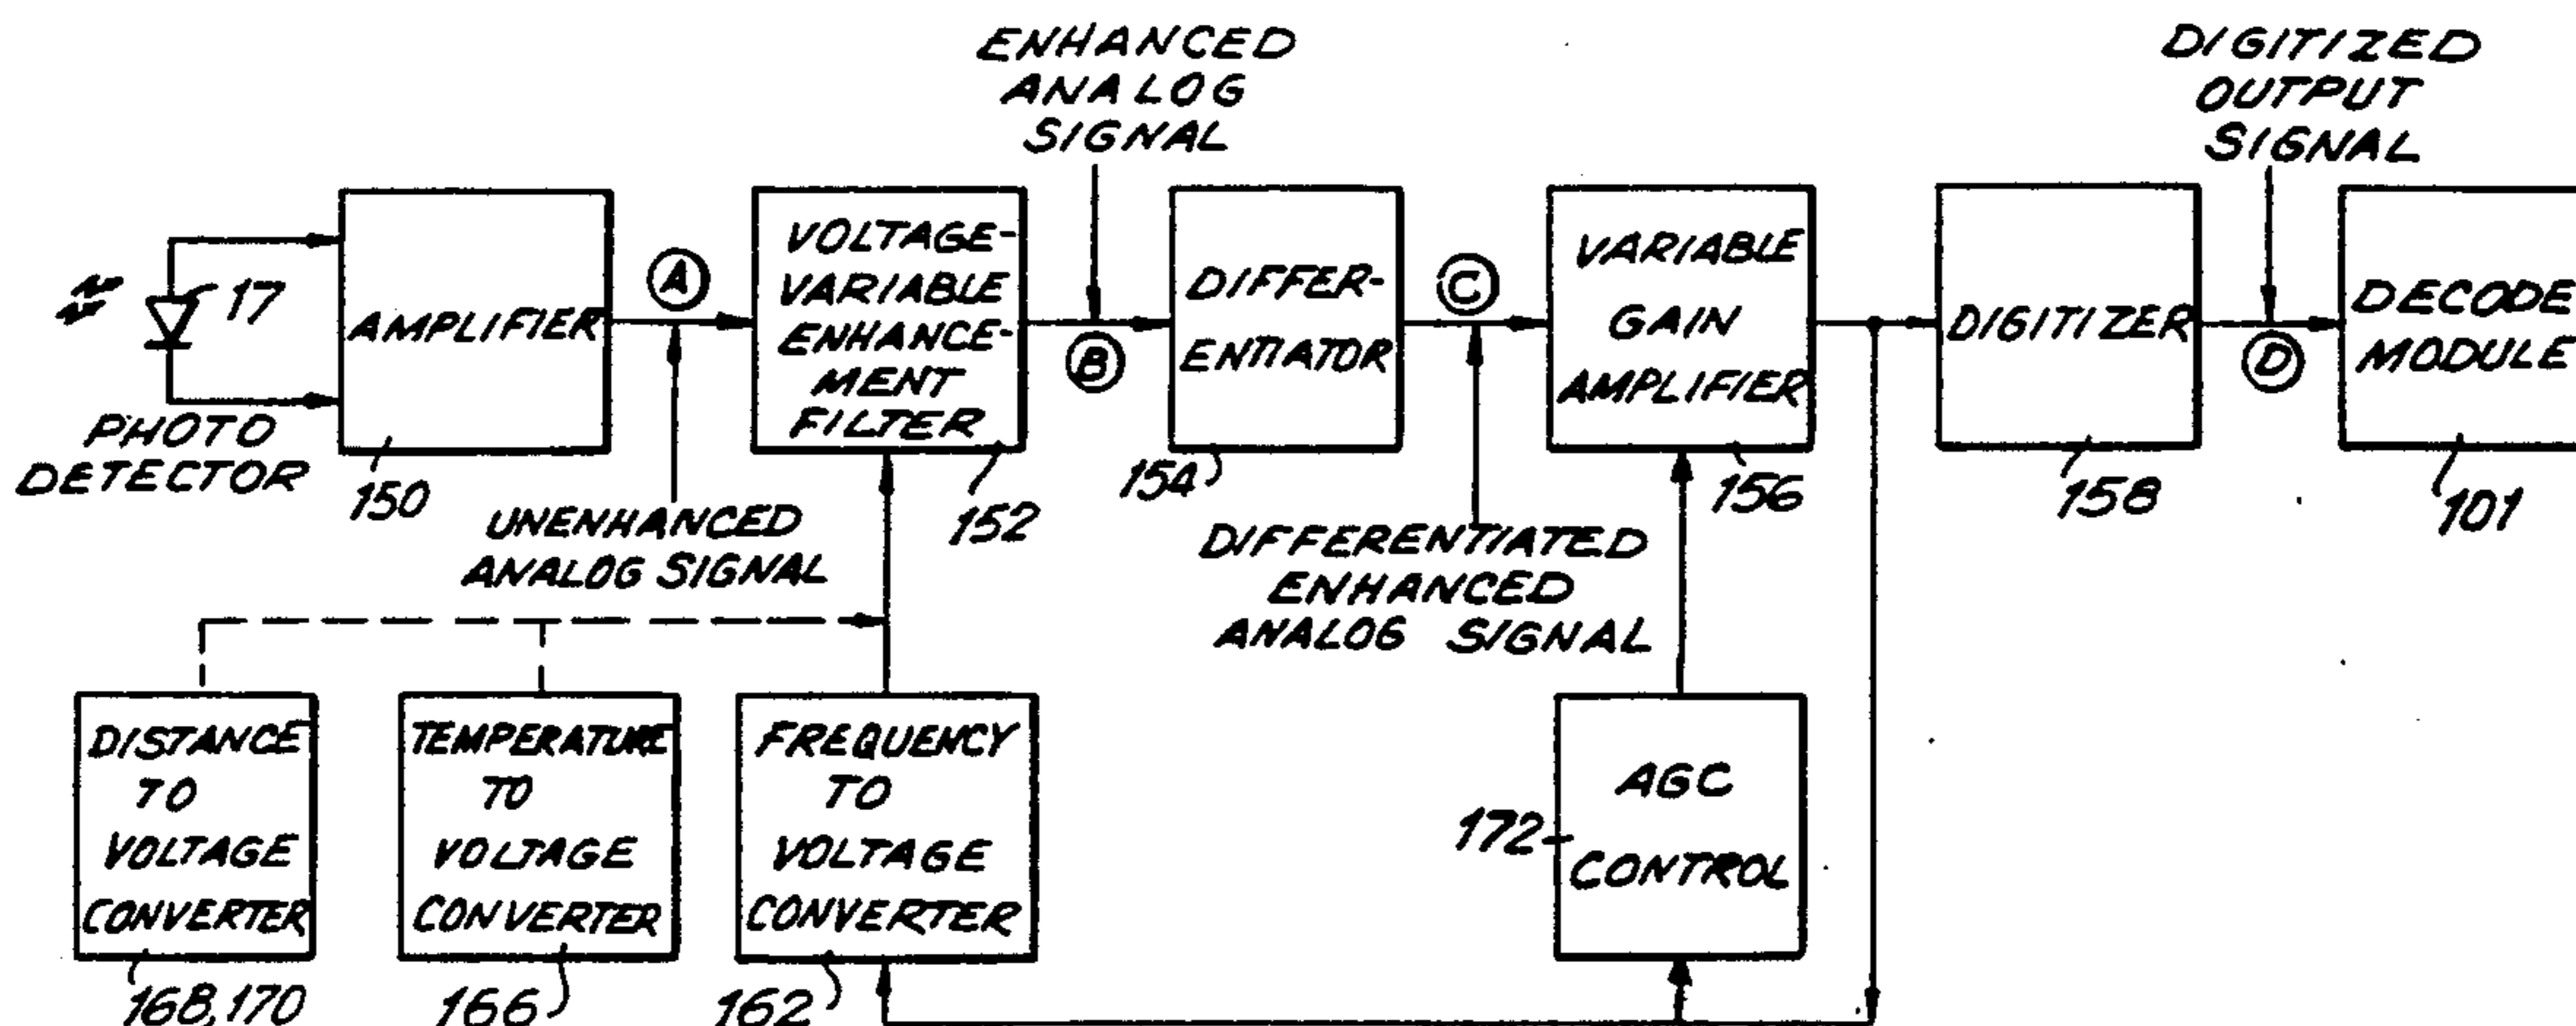 ENHANCED
ANALOG
SIGNAL
DIGITIZED
OUTPUT
SIGNAL
17
PHOTO
DETECTOR
AMPLIFIER
150
A
UNENHANCED
ANALOG SIGNAL
VOLTAGE-
VARIABLE
ENHANCE-
MENT
FILTER
152
B
DIFFER-
ENTIATOR
154
C
DIFFERENTIATED
ENHANCED
ANALOG SIGNAL
VARIABLE
GAIN
AMPLIFIER
156
DIGITIZER
158
D
DECODE
MODULE
101
DISTANCE
TO
VOLTAGE
CONVERTER
168,170
TEMPERATURE
TO
VOLTAGE
CONVERTER
166
FREQUENCY
TO
VOLTAGE
CONVERTER
162
AGC
CONTROL
172